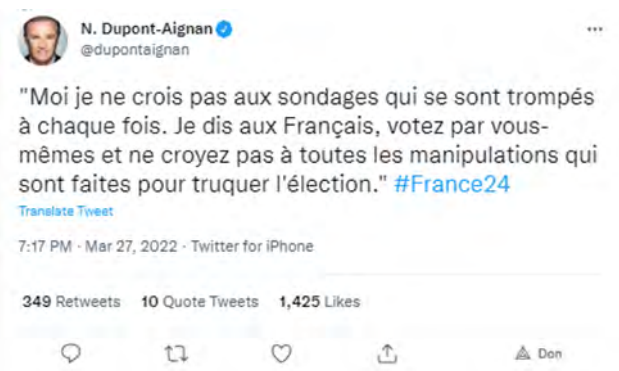 N. Dupont-Aignan
@dupontaignan
"Moi je ne crois pas aux sondages qui se sont trompés
à chaque fois. Je dis aux Français, votez par vous-
mêmes et ne croyez pas à toutes les manipulations qui
sont faites pour truquer l'élection." #France24
Translate Tweet
7:17 PM · Mar 27, 2022 · Twitter for iPhone
349 Retweets 10 Quote Tweets 1,425 Likes
Don